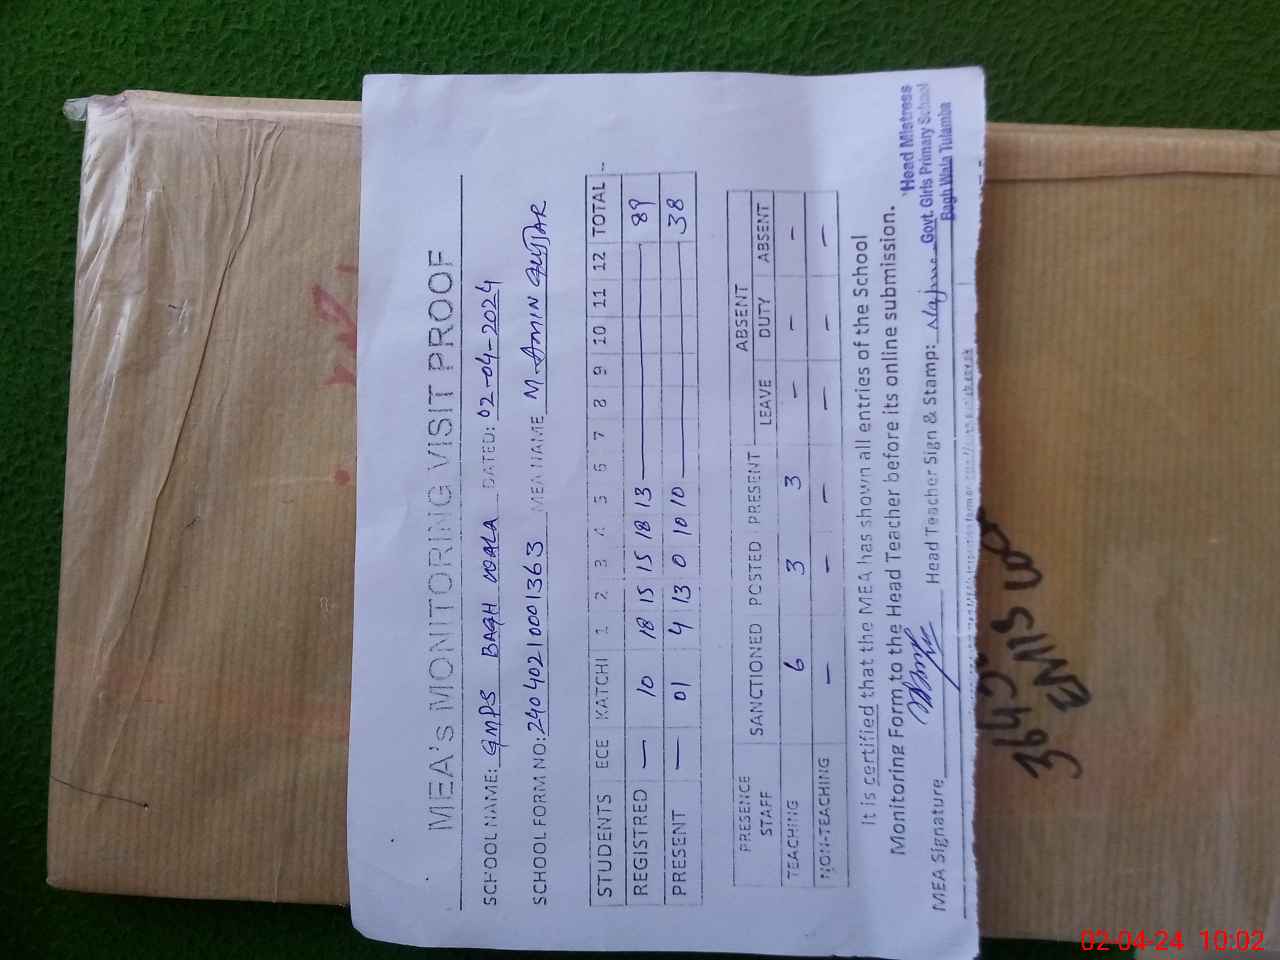 MEA's MONITORING VISIT PROOF
SCHOOL NAME: GMPS BAGH WALA DATED: 02-04-2024
SCHOOL FORM NO: 24040210001363 MEA NAME M. AMIN GUJJAR
STUDENTS ECE KATCHI 1 2 3 4 5 6 7 8 9 10 11 12 TOTAL
REGISTRED — 10 18 15 15 18 13 — 89
PRESENT — 01 4 13 0 10 10 — 38
PRESENCE STAFF SANCTIONED POSTED PRESENT ABSENT
LEAVE DUTY ABSENT
TEACHING 6 3 3 – – –
NON-TEACHING – – – – – –
It is certified that the MEA has shown all entries of the School
Monitoring Form to the Head Teacher before its online submission.
MEA Signature Head Teacher Sign & Stamp: Najma
Head Mistress
Govt. Girls Primary School
Bagh Wala Tulamba
EMIS Code
02-04-24 10:02